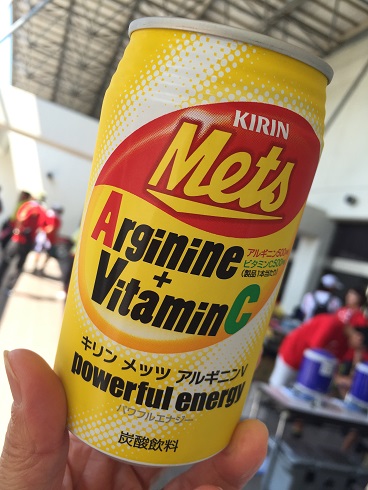 KIRIN
Mets
Arginine
+
Vitamin C
アルギニン500mg
ビタミンC500mg
(製品1本当たり)
キリン メッツ アルギニンV
powerful energy
パワフルエナジー
炭酸飲料